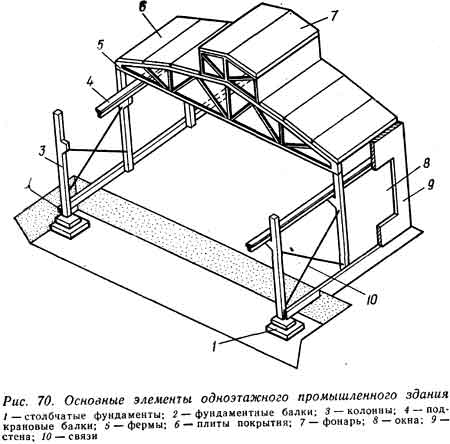 6
7
5
4
3
8
9
10
1
Рис. 70. Основные элементы одноэтажного промышленного здания
1 — столбчатые фундаменты; 2 — фундаментные балки; 3 — колонны; 4 — под-
крановые балки; 5 — фермы; 6 — плиты покрытия; 7 — фонарь; 8 — окна; 9 —
стена; 10 — связи